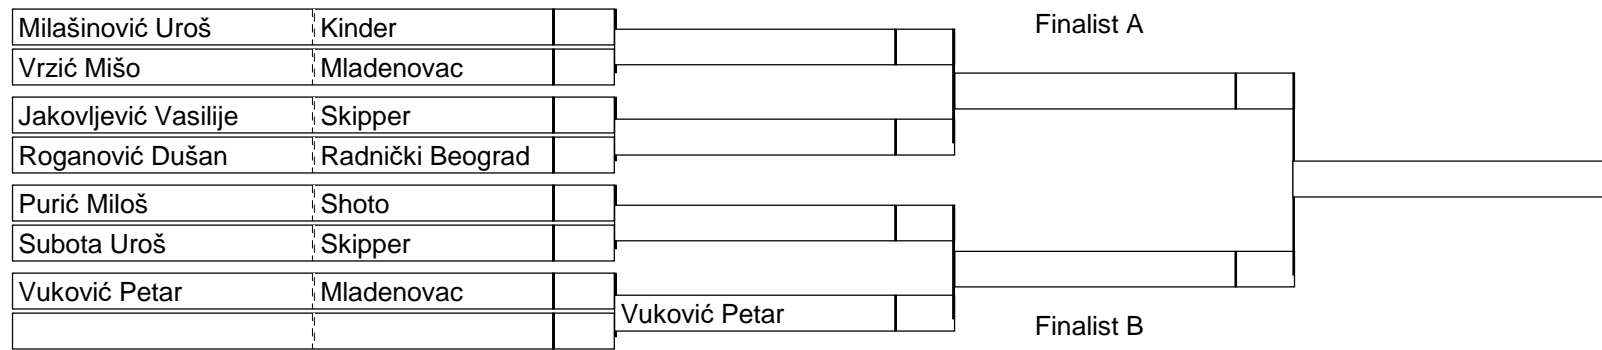 Milašinović Uroš Kinder
Finalist A
Vrzić Mišo Mladenovac
Jakovljević Vasilije Skipper
Roganović Dušan Radnički Beograd
Purić Miloš Shoto
Subota Uroš Skipper
Vuković Petar Mladenovac
Vuković Petar
Finalist B